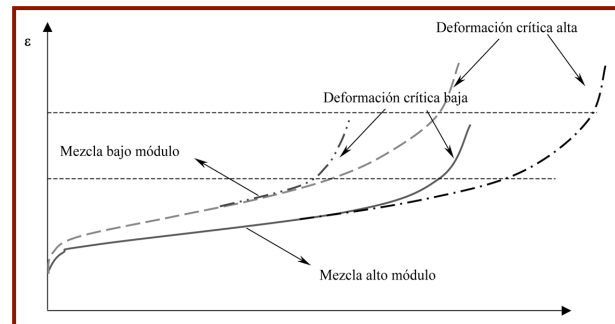 Deformación crítica alta
ε
Deformación crítica baja
Mezcla bajo módulo
Mezcla alto módulo